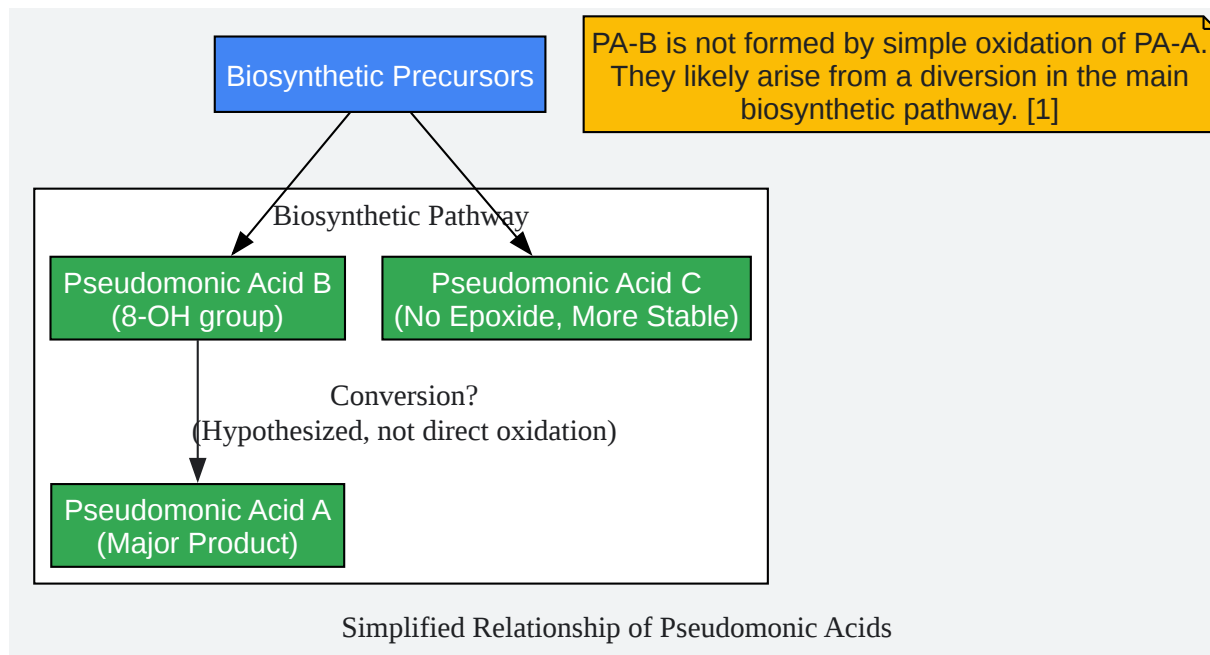 Biosynthetic Precursors
PA-B is not formed by simple oxidation of PA-A.
They likely arise from a diversion in the main
biosynthetic pathway. [1]
Biosynthetic Pathway
Pseudomonic Acid B
(8-OH group)
Pseudomonic Acid C
(No Epoxide, More Stable)
Conversion?
(Hypothesized, not direct oxidation)
Pseudomonic Acid A
(Major Product)
Simplified Relationship of Pseudomonic Acids